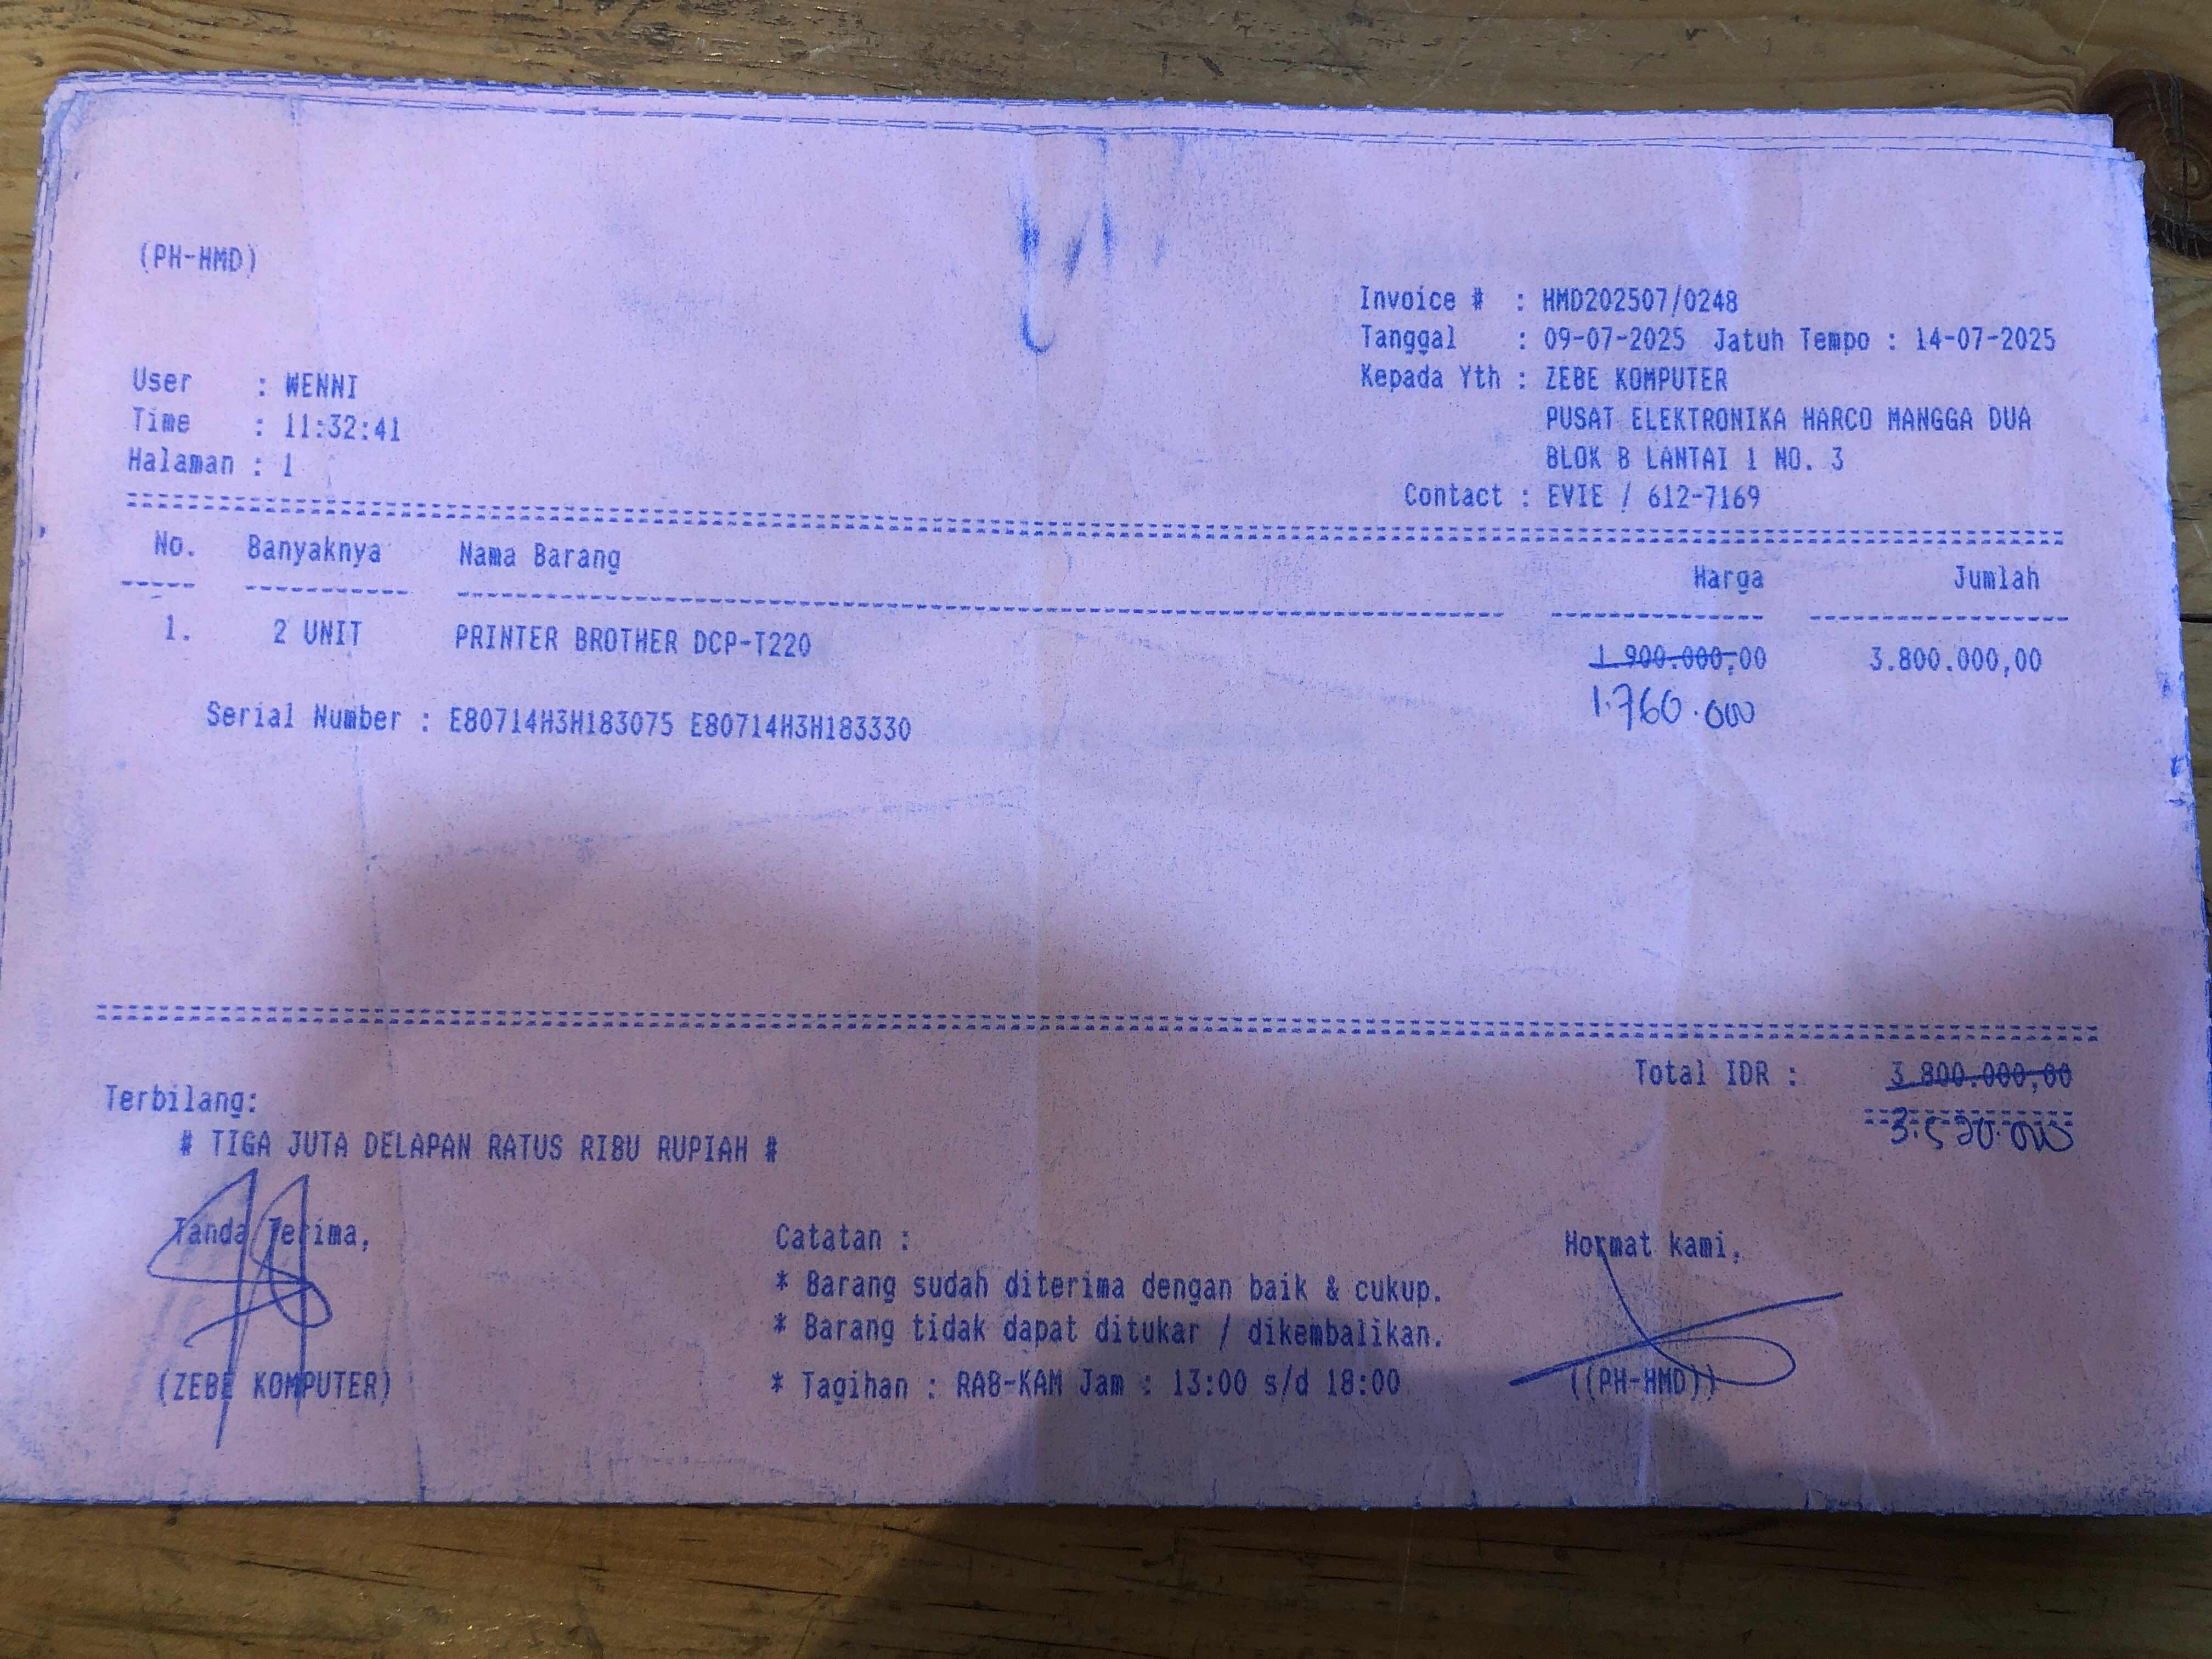 (PH-HMD)
Invoice # : HMD202507/0248
Tanggal : 09-07-2025 Jatuh Tempo : 14-07-2025
User : WENNI
Kepada Yth : ZEBE KOMPUTER
Time : 11:32:41
PUSAT ELEKTRONIKA HARCO MANGGA DUA
Halaman : 1
BLOK B LANTAI 1 NO. 3
Contact : EVIE / 612-7169
No. Banyaknya Nama Barang Harga Jumlah
1. 2 UNIT PRINTER BROTHER DCP-T220 1.900.000,00 3.800.000,00
1.760.000
Serial Number : E80714H3H183075 E80714H3H183330
Total IDR : 3.800.000,00
Terbilang:
# TIGA JUTA DELAPAN RATUS RIBU RUPIAH #
Tanda Terima,
Catatan :
Hormat kami,
* Barang sudah diterima dengan baik & cukup.
* Barang tidak dapat ditukar / dikembalikan.
* Tagihan : RAB-KAM Jam : 13:00 s/d 18:00
(ZEBE KOMPUTER)
((PH-HMD))